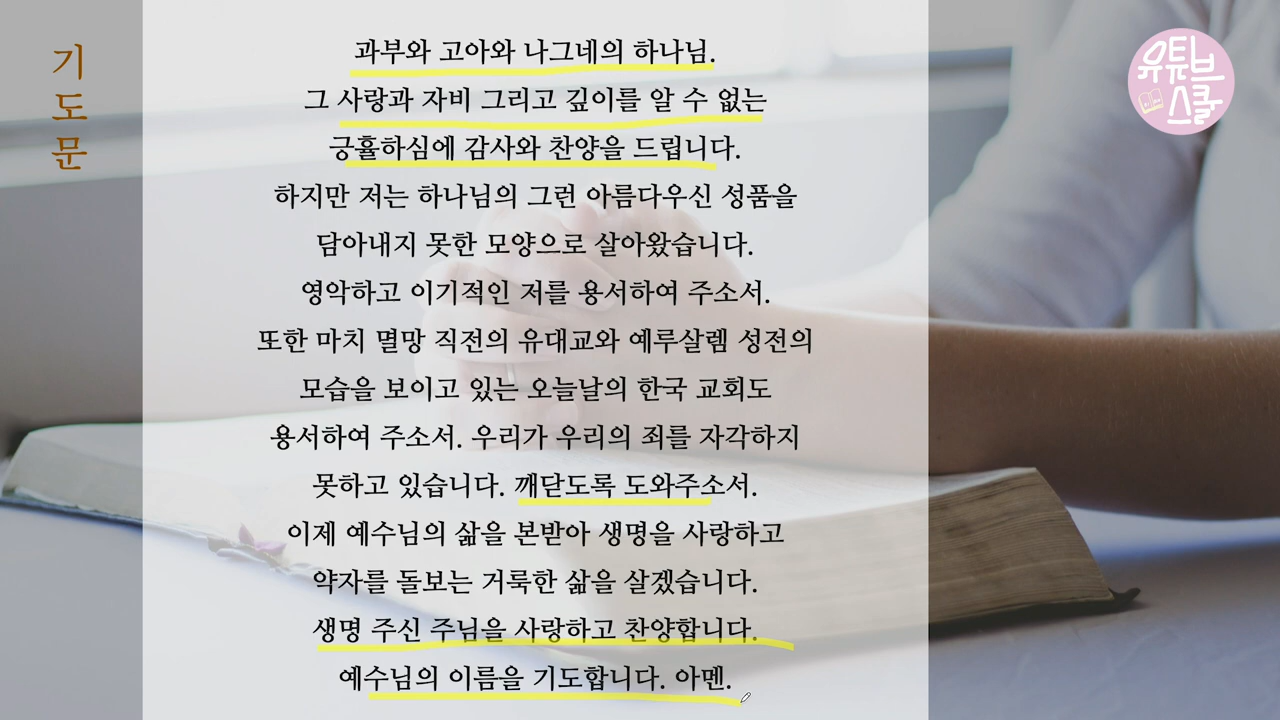 기도문
과부와 고아와 나그네의 하나님.
그 사랑과 자비 그리고 깊이를 알 수 없는
긍휼하심에 감사와 찬양을 드립니다.
하지만 저는 하나님의 그런 아름다우신 성품을
담아내지 못한 모양으로 살아왔습니다.
영악하고 이기적인 저를 용서하여 주소서.
또한 마치 멸망 직전의 유대교와 예루살렘 성전의
모습을 보이고 있는 오늘날의 한국 교회도
용서하여 주소서. 우리가 우리의 죄를 자각하지
못하고 있습니다. 깨닫도록 도와주소서.
이제 예수님의 삶을 본받아 생명을 사랑하고
약자를 돌보는 거룩한 삶을 살겠습니다.
생명 주신 주님을 사랑하고 찬양합니다.
예수님의 이름을 기도합니다. 아멘.
유튜브
스쿨